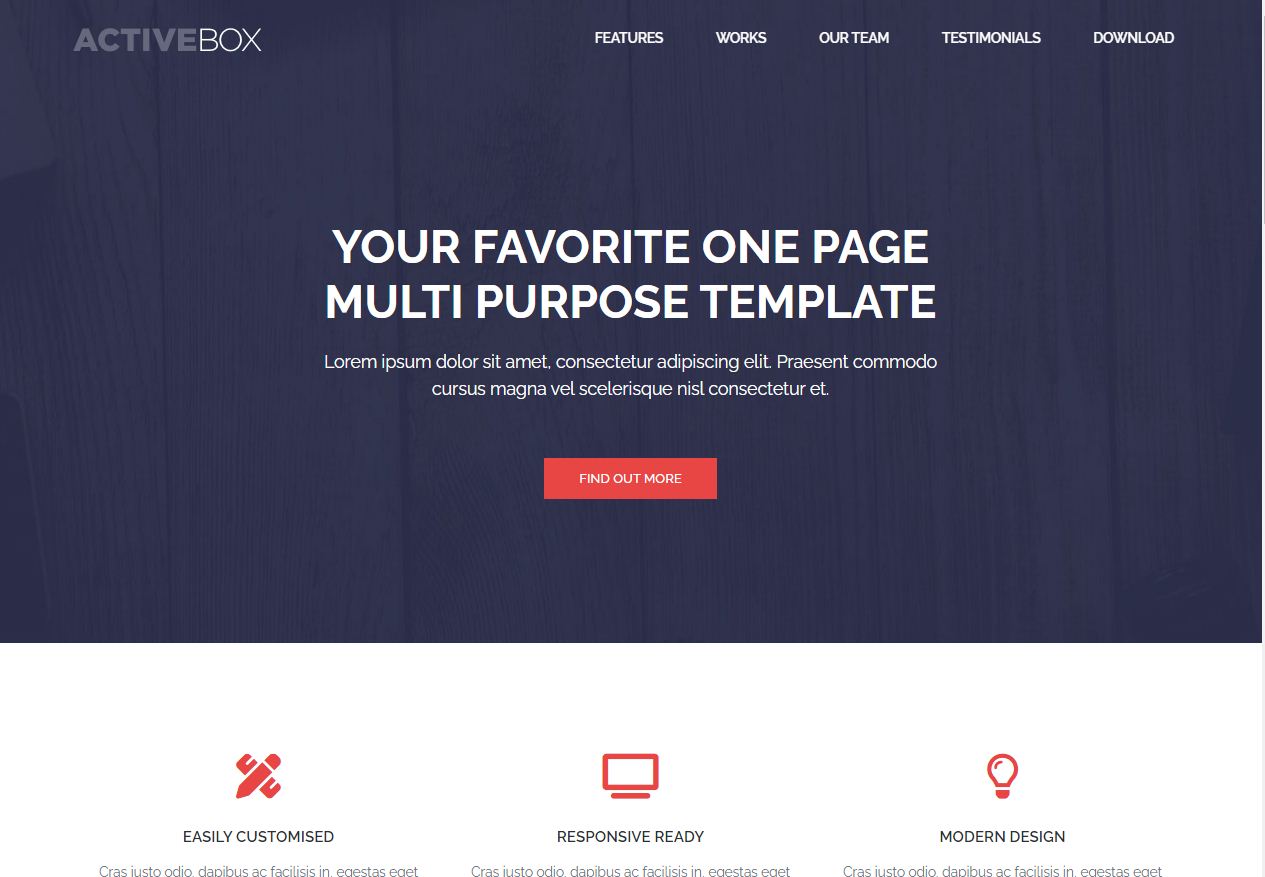 ACTIVEBOX
FEATURES WORKS OUR TEAM TESTIMONIALS DOWNLOAD
YOUR FAVORITE ONE PAGE
MULTI PURPOSE TEMPLATE
Lorem ipsum dolor sit amet, consectetur adipiscing elit. Praesent commodo
cursus magna vel scelerisque nisl consectetur et.
FIND OUT MORE
EASILY CUSTOMISED
Cras justo odio, dapibus ac facilisis in, egestas eget
RESPONSIVE READY
Cras justo odio, dapibus ac facilisis in, egestas eget
MODERN DESIGN
Cras justo odio, dapibus ac facilisis in, egestas eget